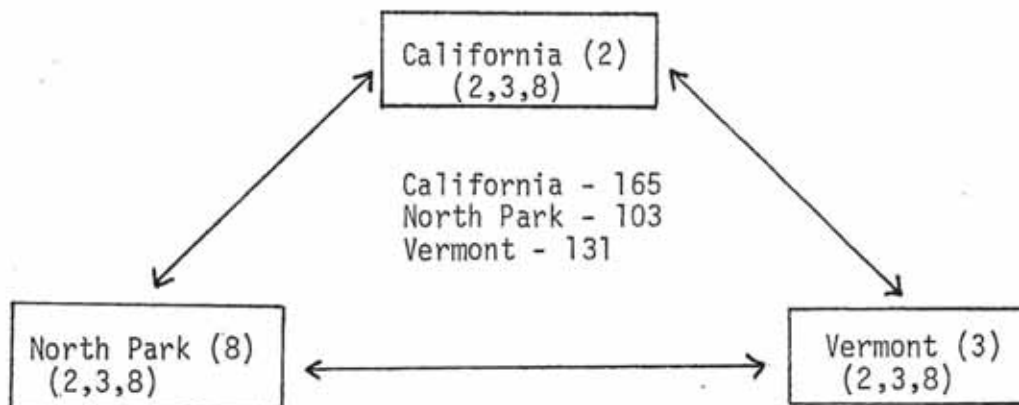 California (2)
(2,3,8)
California - 165
North Park - 103
Vermont - 131
North Park (8)
(2,3,8)
Vermont (3)
(2,3,8)